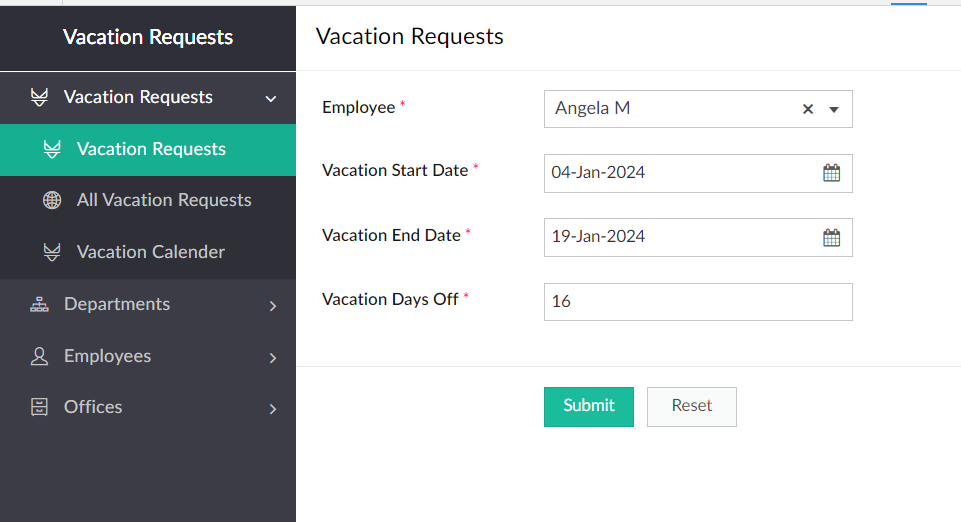 Vacation Requests
Vacation Requests
Vacation Requests
All Vacation Requests
Vacation Calender
Departments
Employees
Offices
Vacation Requests
Employee *
Angela M
Vacation Start Date *
04-Jan-2024
Vacation End Date *
19-Jan-2024
Vacation Days Off *
16
Submit
Reset